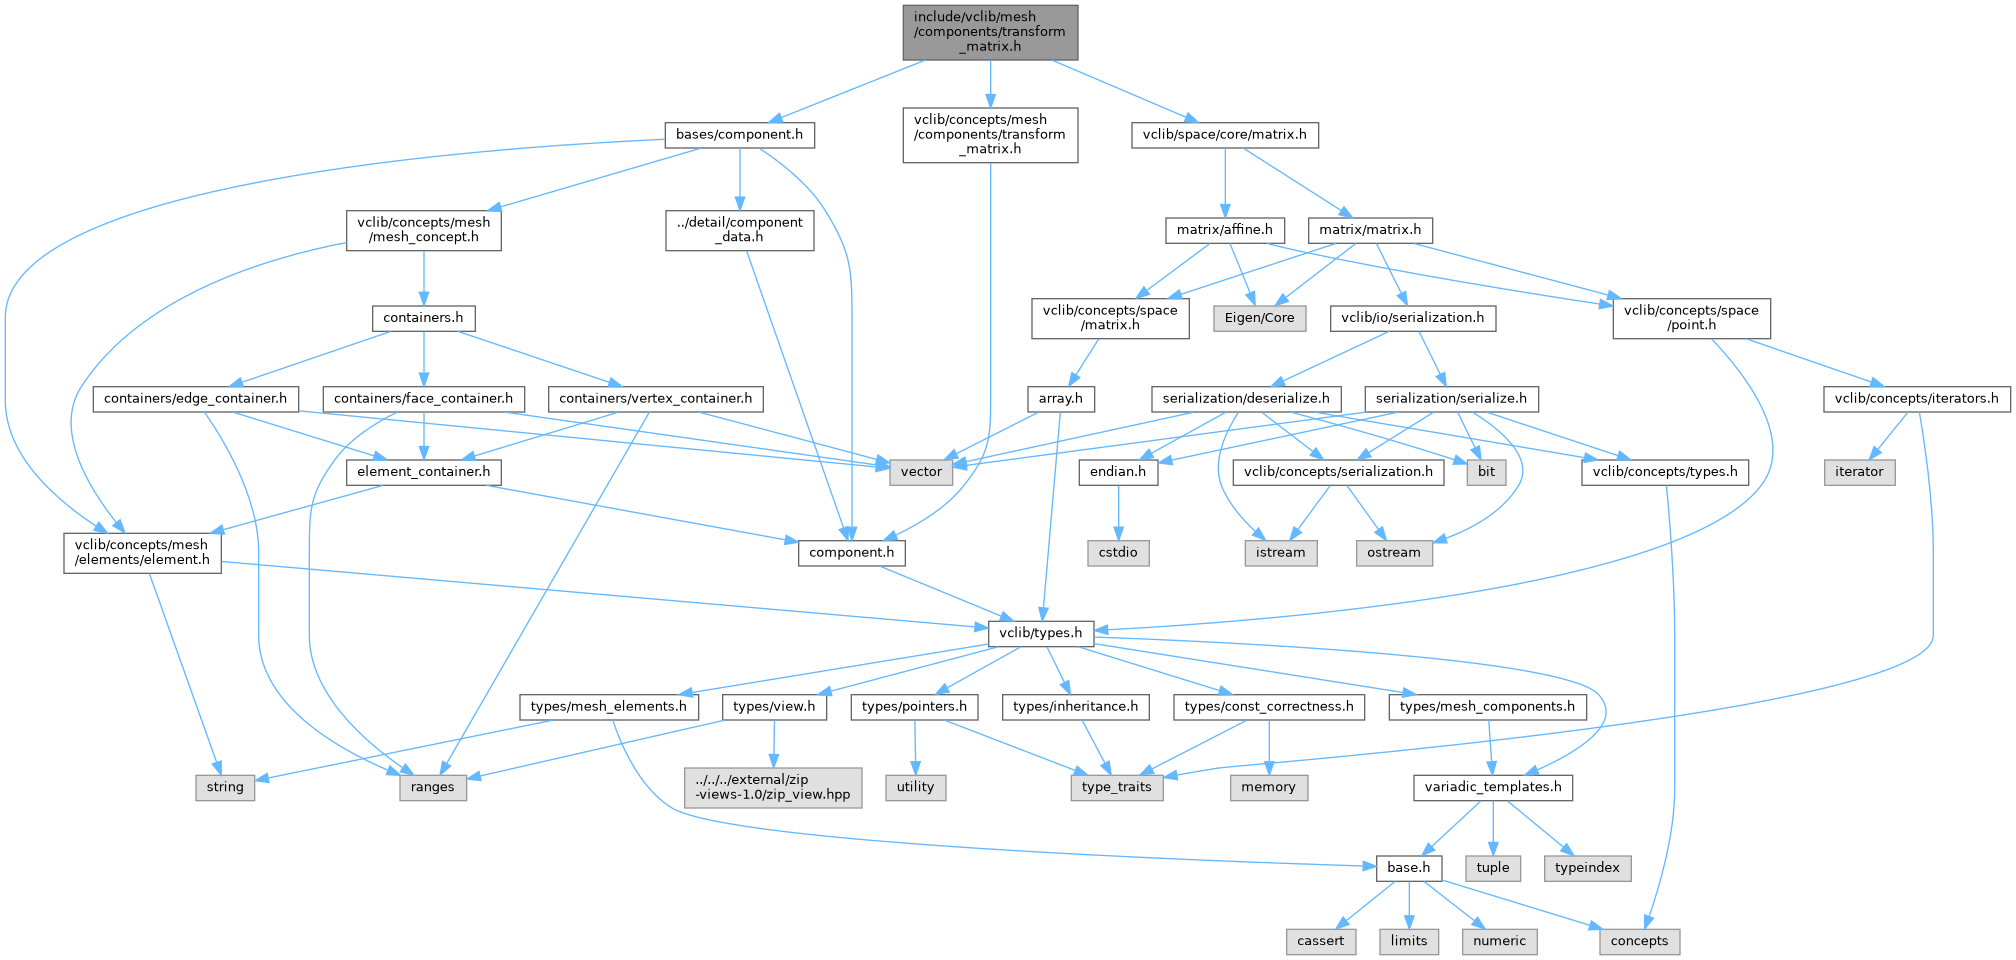 include/vclib/mesh
/components/transform
_matrix.h
bases/component.h
vclib/concepts/mesh
/components/transform
_matrix.h
vclib/space/core/matrix.h
vclib/concepts/mesh
/mesh_concept.h
../detail/component
_data.h
matrix/affine.h
matrix/matrix.h
containers.h
vclib/concepts/space
/matrix.h
Eigen/Core
vclib/io/serialization.h
vclib/concepts/space
/point.h
containers/edge_container.h
containers/face_container.h
containers/vertex_container.h
array.h
serialization/deserialize.h
serialization/serialize.h
vclib/concepts/iterators.h
element_container.h
vector
endian.h
vclib/concepts/serialization.h
bit
vclib/concepts/types.h
iterator
vclib/concepts/mesh
/elements/element.h
component.h
cstdio
istream
ostream
vclib/types.h
types/mesh_elements.h
types/view.h
types/pointers.h
types/inheritance.h
types/const_correctness.h
types/mesh_components.h
string
ranges
../../../external/zip
-views-1.0/zip_view.hpp
utility
type_traits
memory
variadic_templates.h
base.h
tuple
typeindex
cassert
limits
numeric
concepts